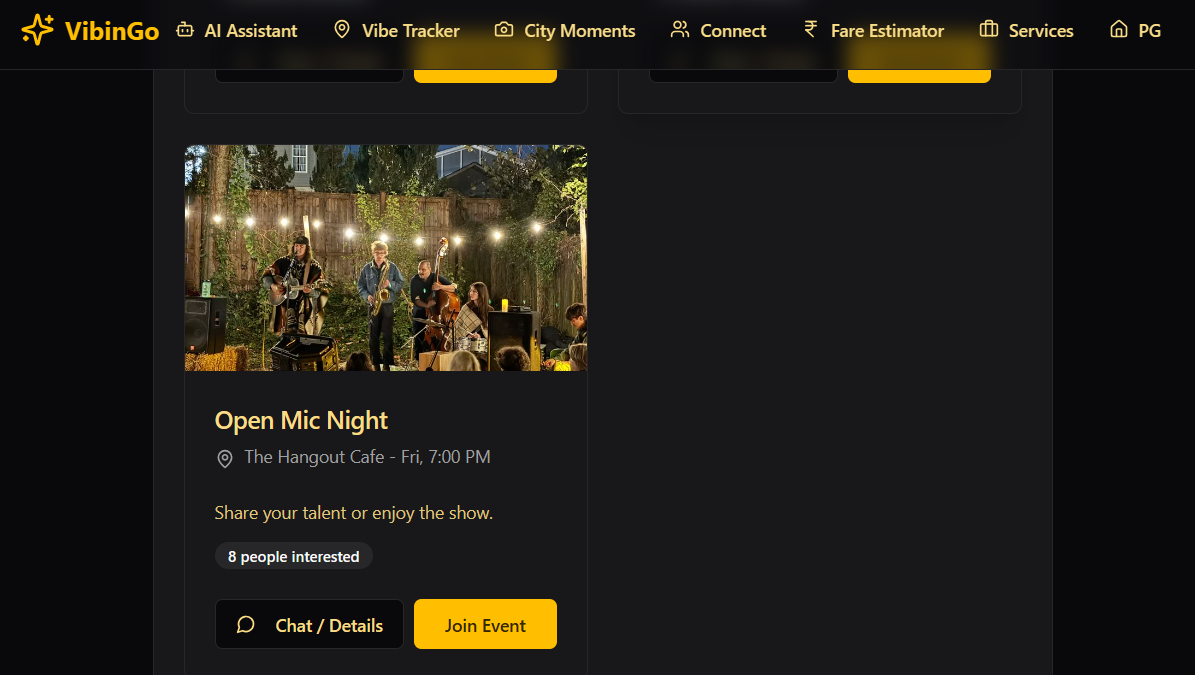 VibinGo AI Assistant Vibe Tracker City Moments Connect Fare Estimator Services PG
Open Mic Night
The Hangout Cafe - Fri, 7:00 PM
Share your talent or enjoy the show.
8 people interested
Chat / Details Join Event